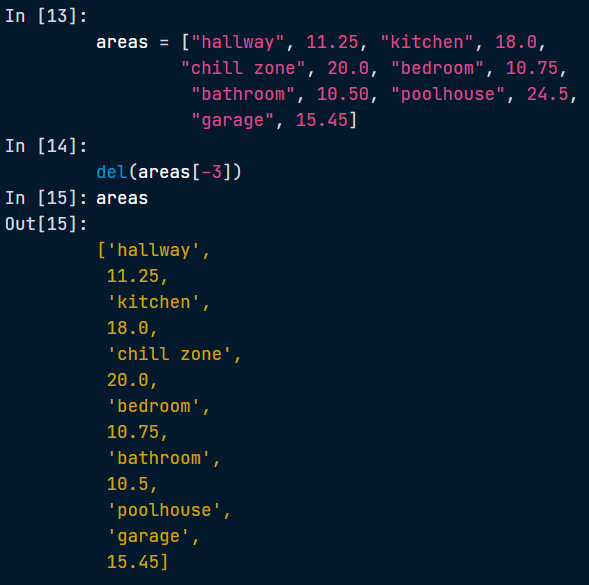 In [13]:
areas = ["hallway", 11.25, "kitchen", 18.0,
"chill zone", 20.0, "bedroom", 10.75,
"bathroom", 10.50, "poolhouse", 24.5,
"garage", 15.45]
In [14]:
del(areas[-3])
In [15]: areas
Out[15]:
['hallway',
11.25,
'kitchen',
18.0,
'chill zone',
20.0,
'bedroom',
10.75,
'bathroom',
10.5,
'poolhouse',
'garage',
15.45]